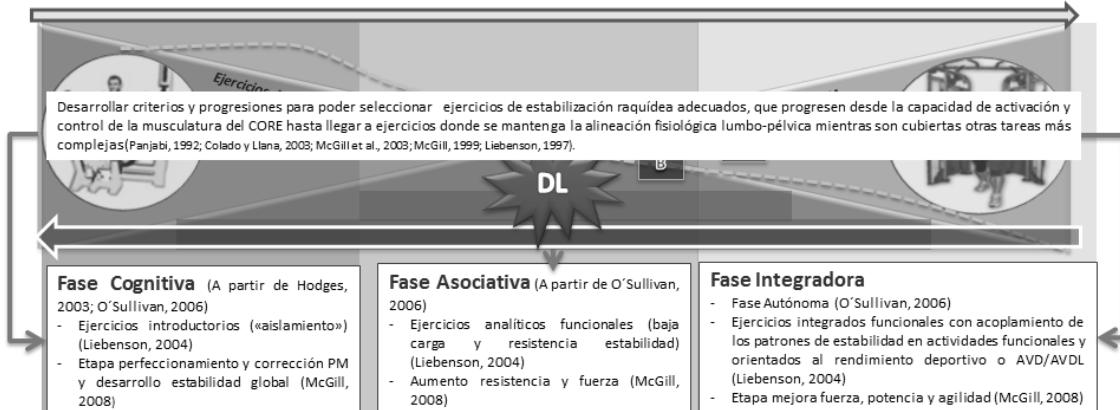 Ejercicios
Desarrollar criterios y progresiones para poder seleccionar ejercicios de estabilización raquídea adecuados, que progresen desde la capacidad de activación y
control de la musculatura del CORE hasta llegar a ejercicios donde se mantenga la alineación fisiológica lumbo-pélvica mientras son cubiertas otras tareas más
complejas(Panjabi, 1992; Colado y Llana, 2003; McGill et al., 2003; McGill, 1999; Liebenson, 1997).
B
DL
Fase Cognitiva (A partir de Hodges,
2003; O´Sullivan, 2006)
- Ejercicios introductorios («aislamiento»)
(Liebenson, 2004)
- Etapa perfeccionamiento y corrección PM
y desarrollo estabilidad global (McGill,
2008)
Fase Asociativa (A partir de O´Sullivan,
2006)
- Ejercicios analíticos funcionales (baja
carga y resistencia estabilidad)
(Liebenson, 2004)
- Aumento resistencia y fuerza (McGill,
2008)
Fase Integradora
- Fase Autónoma (O´Sullivan, 2006)
- Ejercicios integrados funcionales con acoplamiento de
los patrones de estabilidad en actividades funcionales y
orientados al rendimiento deportivo o AVD/AVDL
(Liebenson, 2004)
- Etapa mejora fuerza, potencia y agilidad (McGill, 2008)